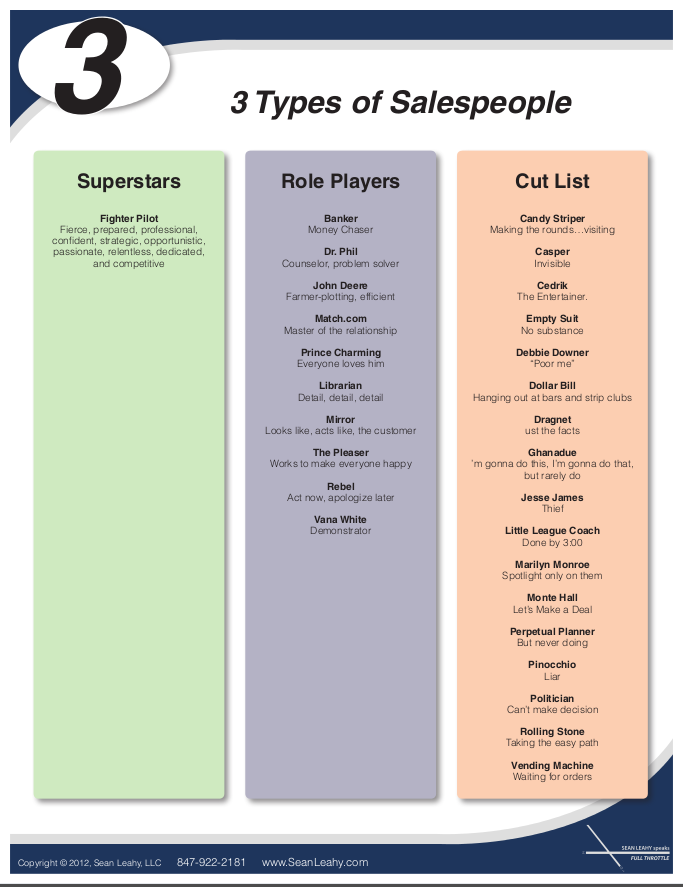 3
3 Types of Salespeople
Superstars
Fighter Pilot
Fierce, prepared, professional,
confident, strategic, opportunistic,
passionate, relentless, dedicated,
and competitive
Role Players
Banker
Money Chaser
Dr. Phil
Counselor, problem solver
John Deere
Farmer-plotting, efficient
Match.com
Master of the relationship
Prince Charming
Everyone loves him
Librarian
Detail, detail, detail
Mirror
Looks like, acts like, the customer
The Pleaser
Works to make everyone happy
Rebel
Act now, apologize later
Vana White
Demonstrator
Cut List
Candy Striper
Making the rounds…visiting
Casper
Invisible
Cedrik
The Entertainer.
Empty Suit
No substance
Debbie Downer
“Poor me”
Dollar Bill
Hanging out at bars and strip clubs
Dragnet
ust the facts
Ghanadue
’m gonna do this, I’m gonna do that,
but rarely do
Jesse James
Thief
Little League Coach
Done by 3:00
Marilyn Monroe
Spotlight only on them
Monte Hall
Let’s Make a Deal
Perpetual Planner
But never doing
Pinocchio
Liar
Politician
Can’t make decision
Rolling Stone
Taking the easy path
Vending Machine
Waiting for orders
Copyright © 2012, Sean Leahy, LLC 847-922-2181 www.SeanLeahy.com
SEAN LEAHY speaks
FULL THROTTLE